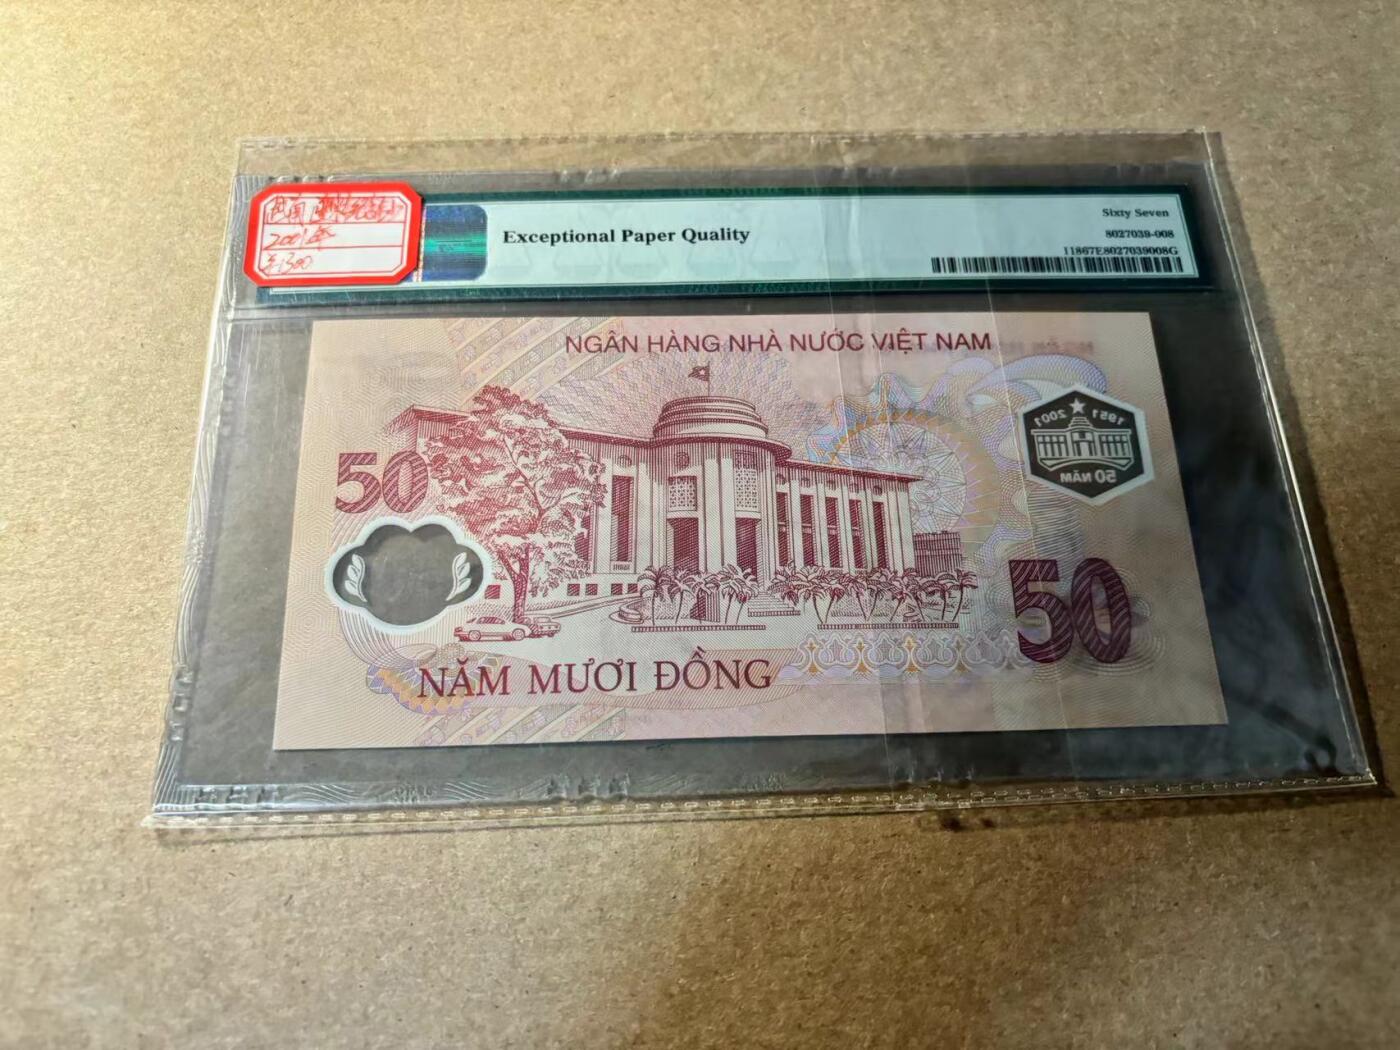 2001年
Exceptional Paper Quality
Sixty Seven
8027039-008
11867E8027039008G
NGÂN HÀNG NHÀ NƯỚC VIỆT NAM
1951 2001
50 NĂM
50
50
NĂM MƯƠI ĐỒNG